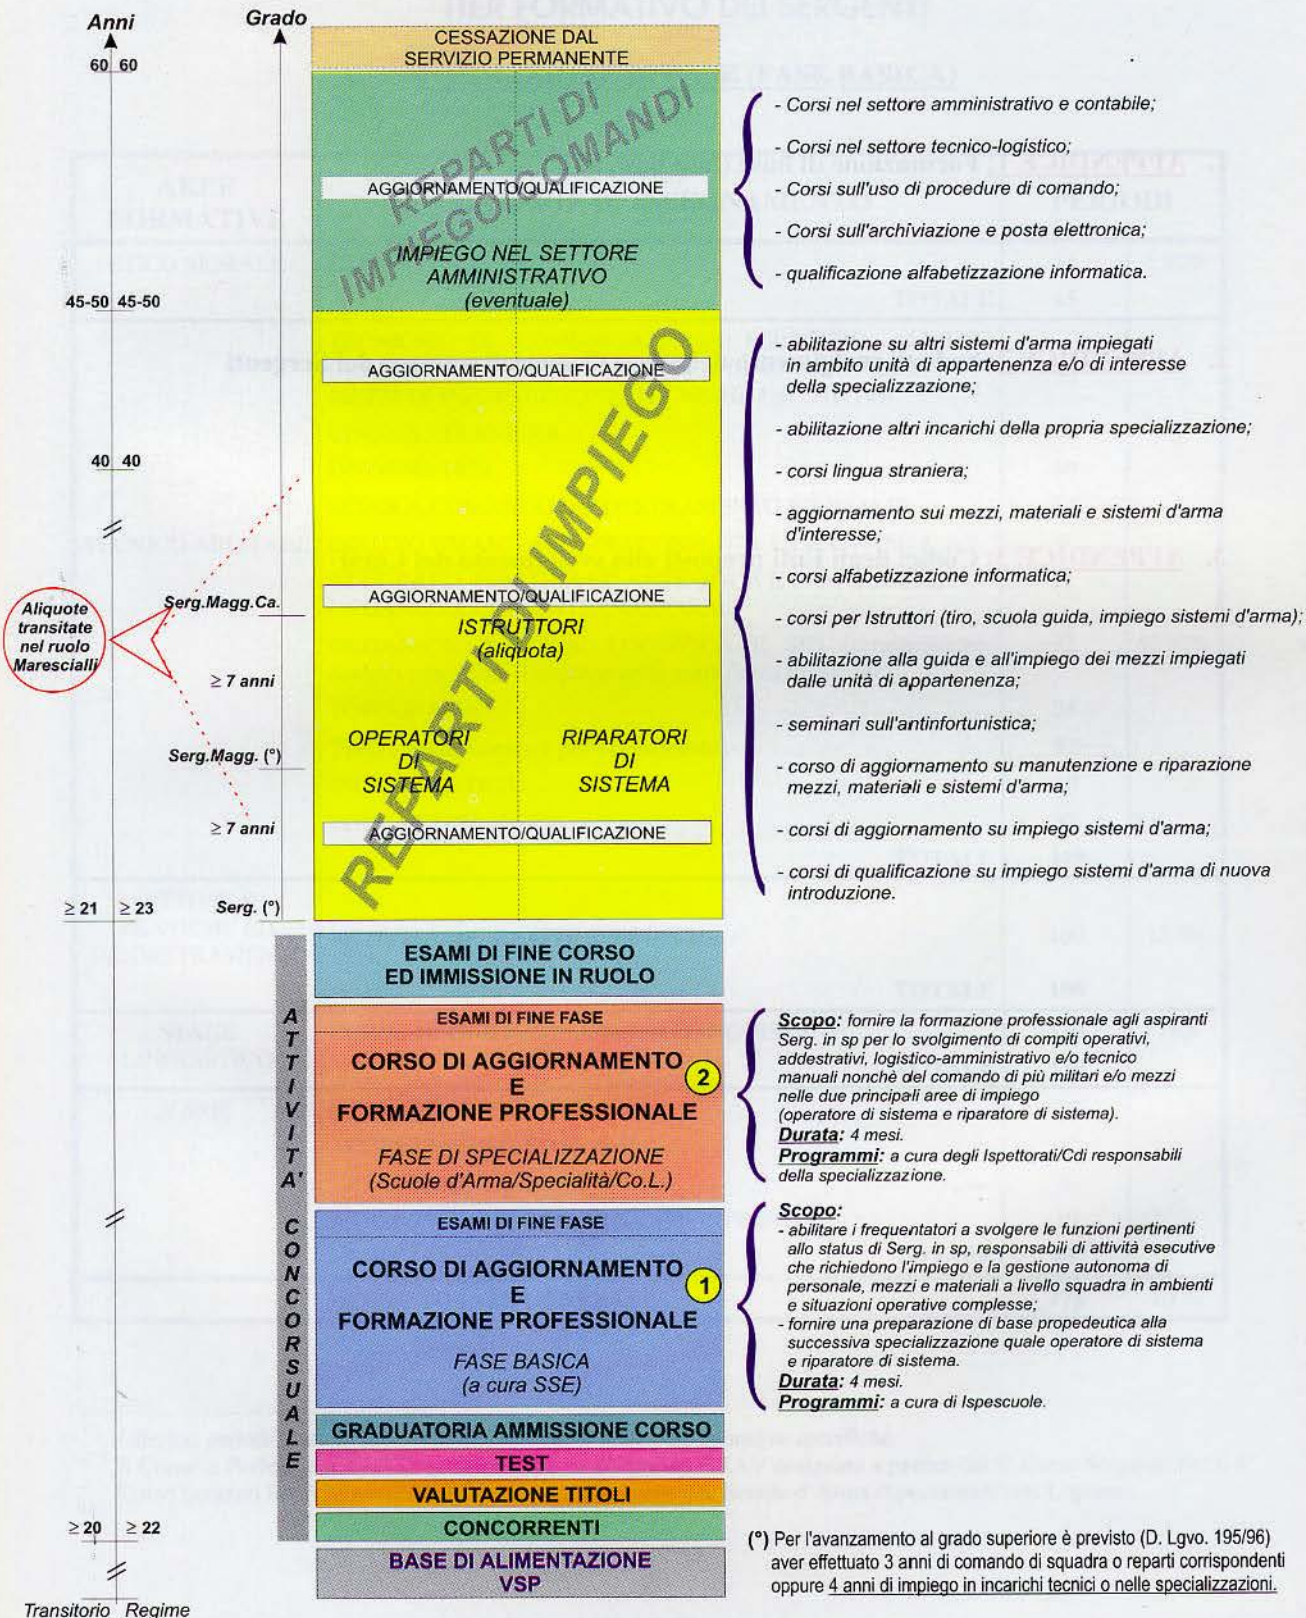 Anni
Grado
60 60
45-50 45-50
40 40
Aliquote
transitate
nel ruolo
Marescialli
Serg.Magg.Ca.
≥ 7 anni
Serg.Magg. (°)
≥ 7 anni
≥ 21 ≥ 23
Serg. (°)
≥ 20 ≥ 22
Transitorio Regime
CESSAZIONE DAL
SERVIZIO PERMANENTE
REPARTI DI
IMPIEGO/COMANDI
AGGIORNAMENTO/QUALIFICAZIONE
IMPIEGO NEL SETTORE
AMMINISTRATIVO
(eventuale)
REPARTI DI IMPIEGO
AGGIORNAMENTO/QUALIFICAZIONE
AGGIORNAMENTO/QUALIFICAZIONE
ISTRUTTORI
(aliquota)
OPERATORI
DI
SISTEMA
RIPARATORI
DI
SISTEMA
AGGIORNAMENTO/QUALIFICAZIONE
ATTIVITA' CONCORSUALE
ESAMI DI FINE CORSO
ED IMMISSIONE IN RUOLO
ESAMI DI FINE FASE
CORSO DI AGGIORNAMENTO
E
FORMAZIONE PROFESSIONALE
2
FASE DI SPECIALIZZAZIONE
(Scuole d'Arma/Specialità/Co.L.)
ESAMI DI FINE FASE
CORSO DI AGGIORNAMENTO
E
FORMAZIONE PROFESSIONALE
1
FASE BASICA
(a cura SSE)
GRADUATORIA AMMISSIONE CORSO
TEST
VALUTAZIONE TITOLI
CONCORRENTI
BASE DI ALIMENTAZIONE
VSP
- Corsi nel settore amministrativo e contabile;
- Corsi nel settore tecnico-logistico;
- Corsi sull'uso di procedure di comando;
- Corsi sull'archiviazione e posta elettronica;
- qualificazione alfabetizzazione informatica.
- abilitazione su altri sistemi d'arma impiegati
in ambito unità di appartenenza e/o di interesse
della specializzazione;
- abilitazione altri incarichi della propria specializzazione;
- corsi lingua straniera;
- aggiornamento sui mezzi, materiali e sistemi d'arma
d'interesse;
- corsi alfabetizzazione informatica;
- corsi per Istruttori (tiro, scuola guida, impiego sistemi d'arma);
- abilitazione alla guida e all'impiego dei mezzi impiegati
dalle unità di appartenenza;
- seminari sull'antinfortunistica;
- corso di aggiornamento su manutenzione e riparazione
mezzi, materiali e sistemi d'arma;
- corsi di aggiornamento su impiego sistemi d'arma;
- corsi di qualificazione su impiego sistemi d'arma di nuova
introduzione.
Scopo: fornire la formazione professionale agli aspiranti
Serg. in sp per lo svolgimento di compiti operativi,
addestrativi, logistico-amministrativo e/o tecnico
manuali nonchè del comando di più militari e/o mezzi
nelle due principali aree di impiego
(operatore di sistema e riparatore di sistema).
Durata: 4 mesi.
Programmi: a cura degli Ispettorati/Cdi responsabili
della specializzazione.
Scopo:
- abilitare i frequentatori a svolgere le funzioni pertinenti
allo status di Serg. in sp, responsabili di attività esecutive
che richiedono l'impiego e la gestione autonoma di
personale, mezzi e materiali a livello squadra in ambienti
e situazioni operative complesse;
- fornire una preparazione di base propedeutica alla
successiva specializzazione quale operatore di sistema
e riparatore di sistema.
Durata: 4 mesi.
Programmi: a cura di Ispescuole.
(°) Per l'avanzamento al grado superiore è previsto (D. Lgvo. 195/96)
aver effettuato 3 anni di comando di squadra o reparti corrispondenti
oppure 4 anni di impiego in incarichi tecnici o nelle specializzazioni.